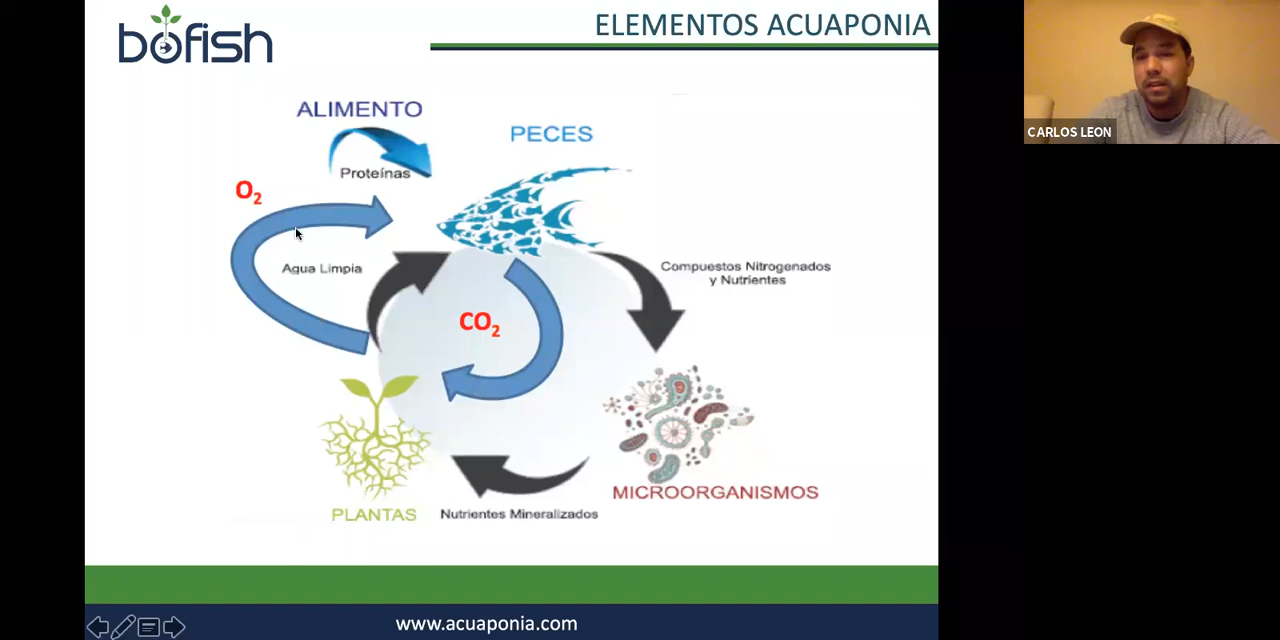 bofish
ELEMENTOS ACUAPONIA
ALIMENTO
PECES
Proteínas
O2
Agua Limpia
Compuestos Nitrogenados
y Nutrientes
CO2
MICROORGANISMOS
PLANTAS
Nutrientes Mineralizados
www.acuaponia.com
CARLOS LEON